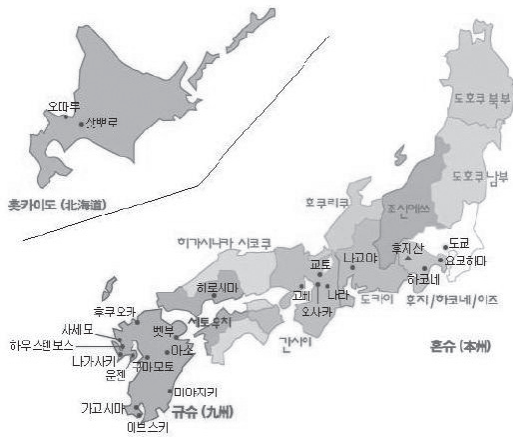 오따루
삿뽀로
홋카이도 (北海道)
도호쿠 북부
도호쿠 남부
호쿠리쿠
조신에쓰
히가시나카 시코쿠
후지산
도쿄
요코하마
교토
나고야
하코네
히로시마
고베
나라
오사카
도카이
후지/하코네/이즈
후쿠오카
세토우치
간사이
사세모
벳부
하우스텐보스
아소
혼슈 (本州)
나가사키
구마모토
운젠
미야자키
가고시마
규슈 (九州)
이브스키